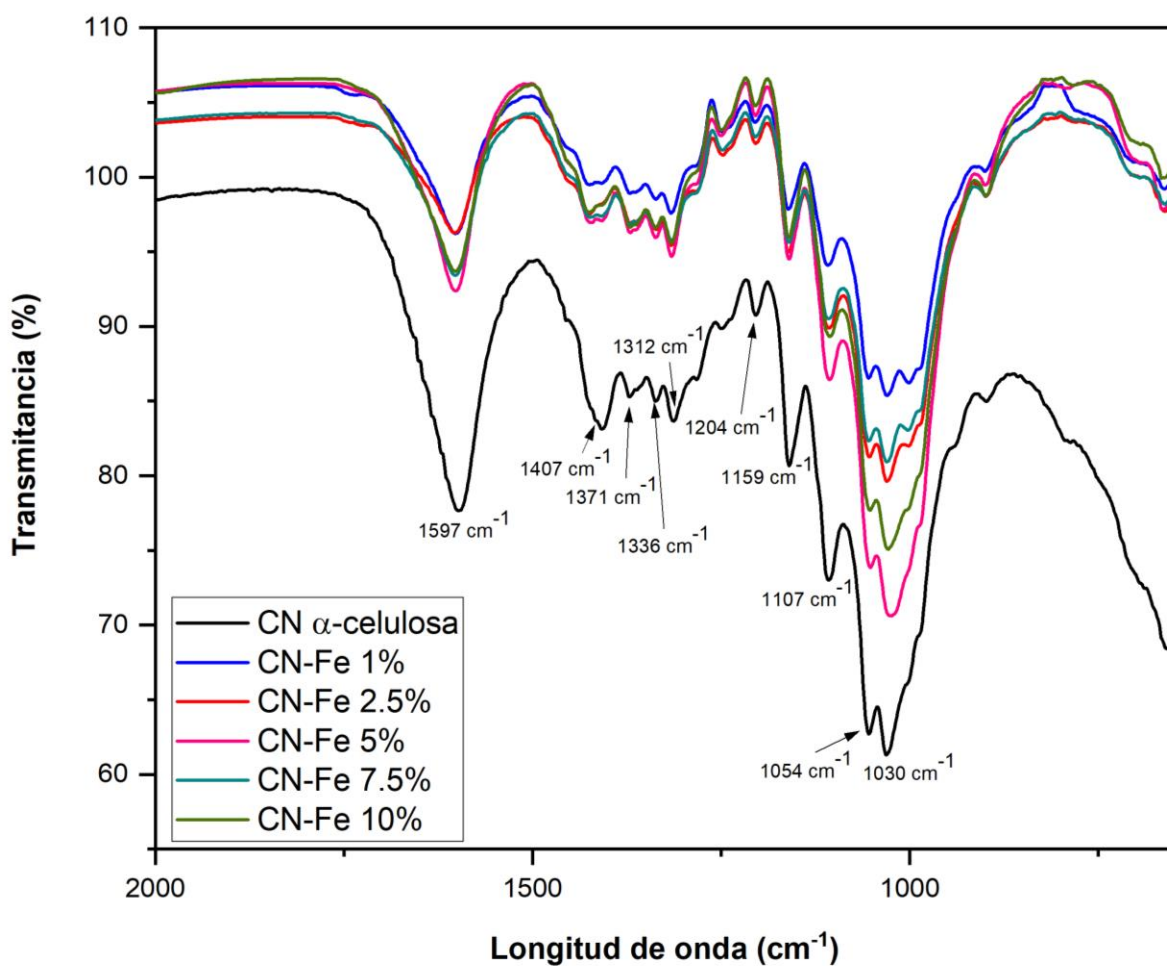 110
100
90
80
70
60
Transmitancia (%)
1312 cm-1
1204 cm-1
1407 cm-1
1371 cm-1
1159 cm-1
1597 cm-1
1336 cm-1
1107 cm-1
1054 cm-1
1030 cm-1
CN α-celulosa
CN-Fe 1%
CN-Fe 2.5%
CN-Fe 5%
CN-Fe 7.5%
CN-Fe 10%
2000
1500
1000
Longitud de onda (cm-1)